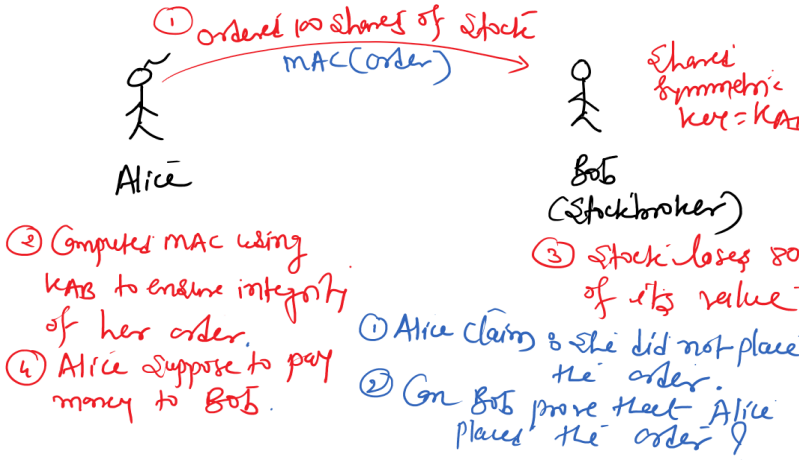 ① Ordered 100 shares of Stock
MAC(order)
Shared
Symmetric
Key = KAB
Alice
Bob
(Stockbroker)
② Computed MAC using
KAB to ensure integrity
of her order.
③ Stock loses 80
of its value
④ Alice suppose to pay
money to Bob.
① Alice claims she did not place
the order.
② Can Bob prove that Alice
placed the order ?